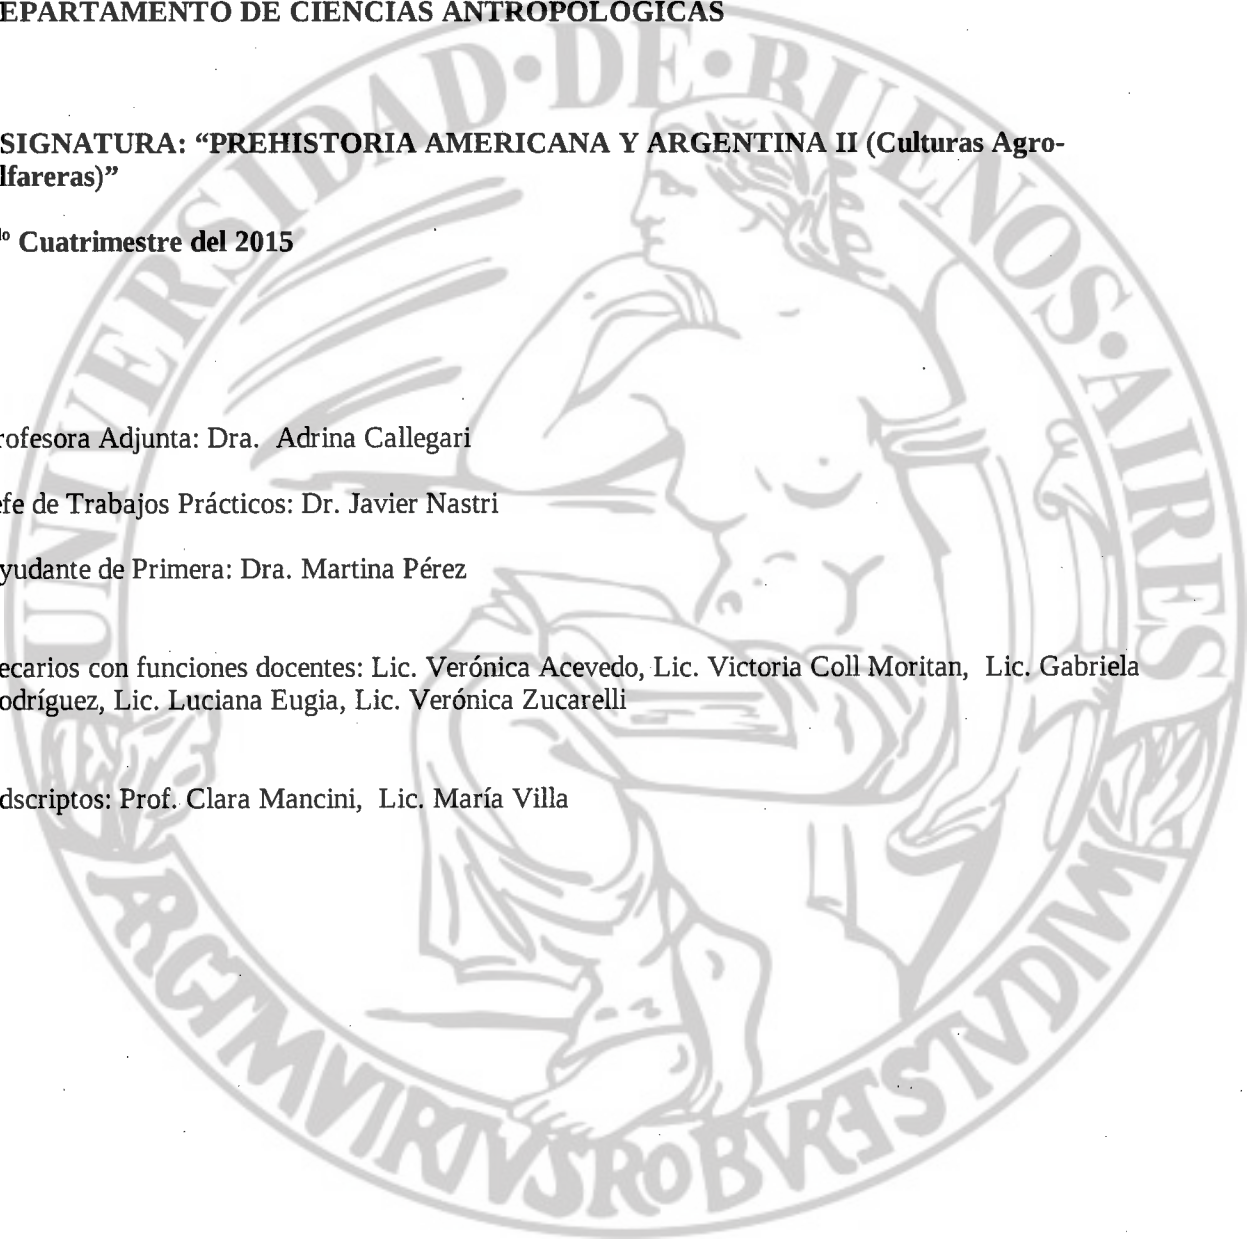 EPARTAMENTO DE CIENCIAS ANTROPOLOGICAS
SIGNATURA: “PREHISTORIA AMERICANA Y ARGENTINA II (Culturas Agro-
lfareras)”
do Cuatrimestre del 2015
rofesora Adjunta: Dra. Adrina Callegari
efe de Trabajos Prácticos: Dr. Javier Nastri
yudante de Primera: Dra. Martina Pérez
ecarios con funciones docentes: Lic. Verónica Acevedo, Lic. Victoria Coll Moritan, Lic. Gabriela
odríguez, Lic. Luciana Eugia, Lic. Verónica Zucarelli
dscriptos: Prof. Clara Mancini, Lic. María Villa
UNIVERSIDAD·DE·BUENOS·AIRES
ARGTMVIRTVSROBVRETSTVDIVM